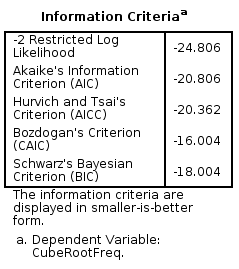 Information Criteriaa
-2 Restricted Log
Likelihood
-24.806
Akaike's Information
Criterion (AIC)
-20.806
Hurvich and Tsai's
Criterion (AICC)
-20.362
Bozdogan's Criterion
(CAIC)
-16.004
Schwarz's Bayesian
Criterion (BIC)
-18.004
The information criteria are
displayed in smaller-is-better
form.
a. Dependent Variable:
CubeRootFreq.